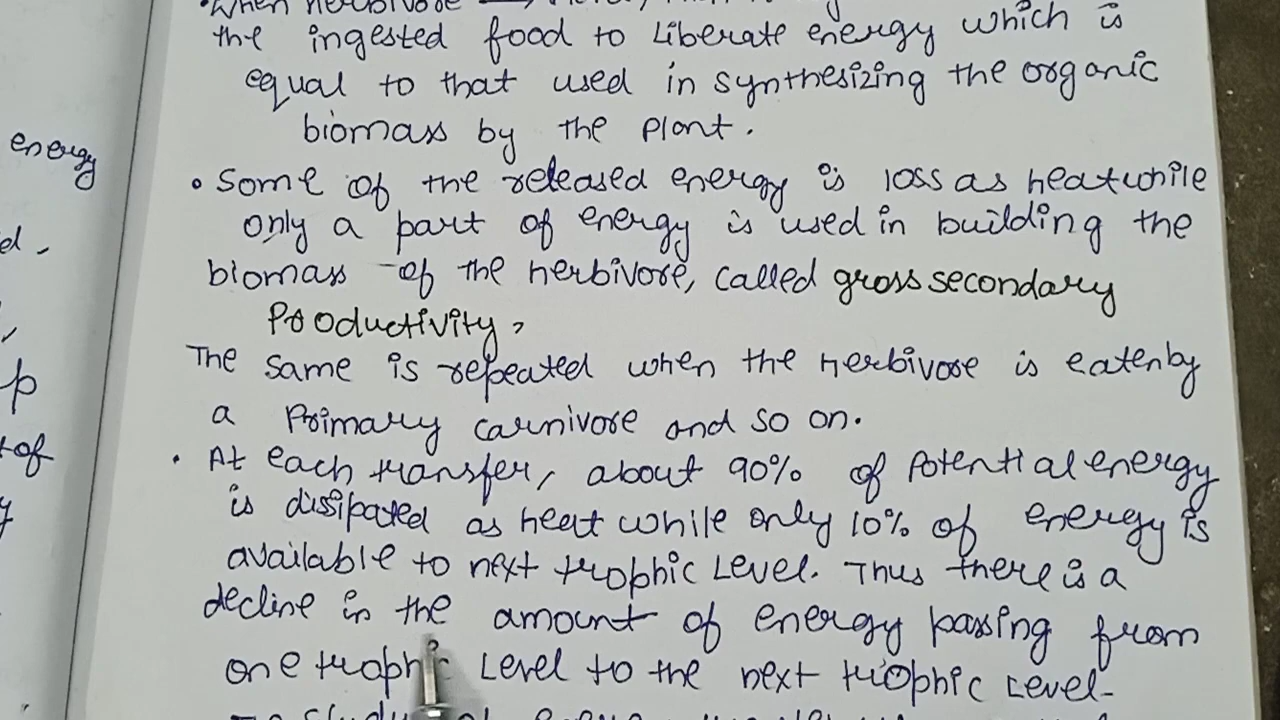 energy
the ingested food to Liberate energy which is
equal to that used in synthesizing the organic
biomass by the plant.
• Some of the released energy is loss as heat while
only a part of energy is used in building the
biomass of the herbivore, called gross secondary
Productivity,
The same is repeated when the herbivore is eaten by
a Primary carnivore and so on.
• At each transfer, about 90% of Potential energy
is dissipated as heat while only 10% of energy is
available to next trophic Level. Thus there is a
decline in the amount of energy passing from
one trophic Level to the next trophic Level-